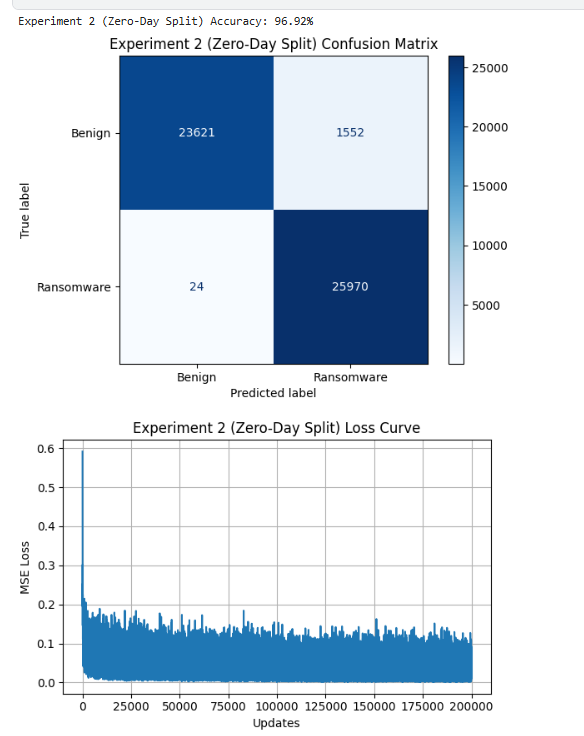 Experiment 2 (Zero-Day Split) Accuracy: 96.92%
Experiment 2 (Zero-Day Split) Confusion Matrix
25000
Benign
23621
1552
20000
True label
15000
10000
Ransomware
24
25970
5000
Benign
Ransomware
Predicted label
Experiment 2 (Zero-Day Split) Loss Curve
0.6
0.5
0.4
MSE Loss
0.3
0.2
0.1
0.0
0 25000 50000 75000 100000 125000 150000 175000 200000
Updates